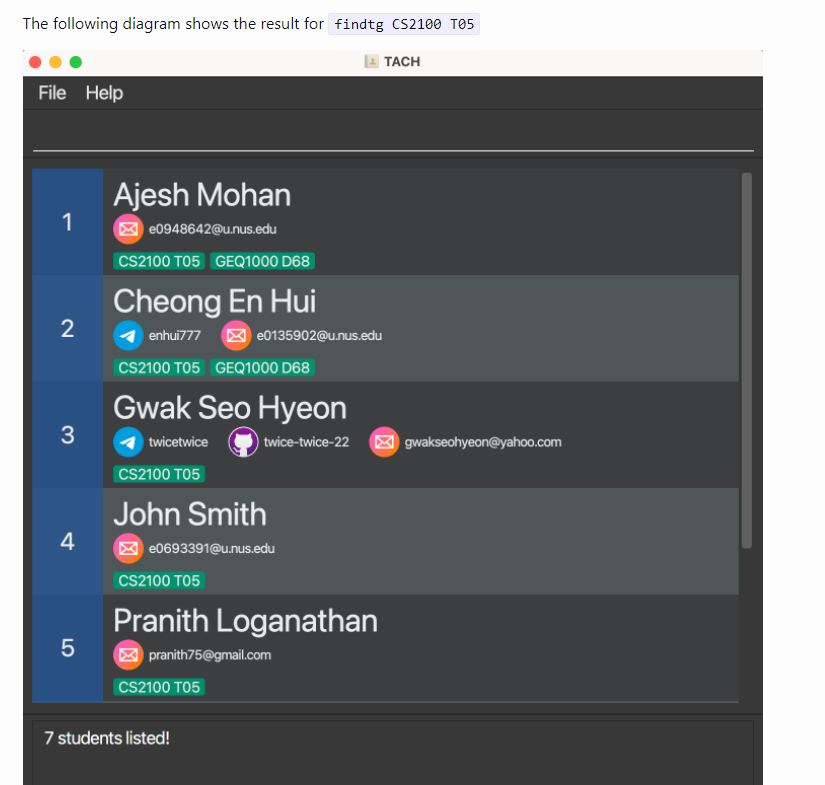 The following diagram shows the result for findtg CS2100 T05
TACH
File Help
1
Ajesh Mohan
e0948642@u.nus.edu
CS2100 T05 GEQ1000 D68
2
Cheong En Hui
enhui777 e0135902@u.nus.edu
CS2100 T05 GEQ1000 D68
3
Gwak Seo Hyeon
twicetwice twice-twice-22 gwakseohyeon@yahoo.com
CS2100 T05
4
John Smith
e0693391@u.nus.edu
CS2100 T05
5
Pranith Loganathan
pranith75@gmail.com
CS2100 T05
7 students listed!